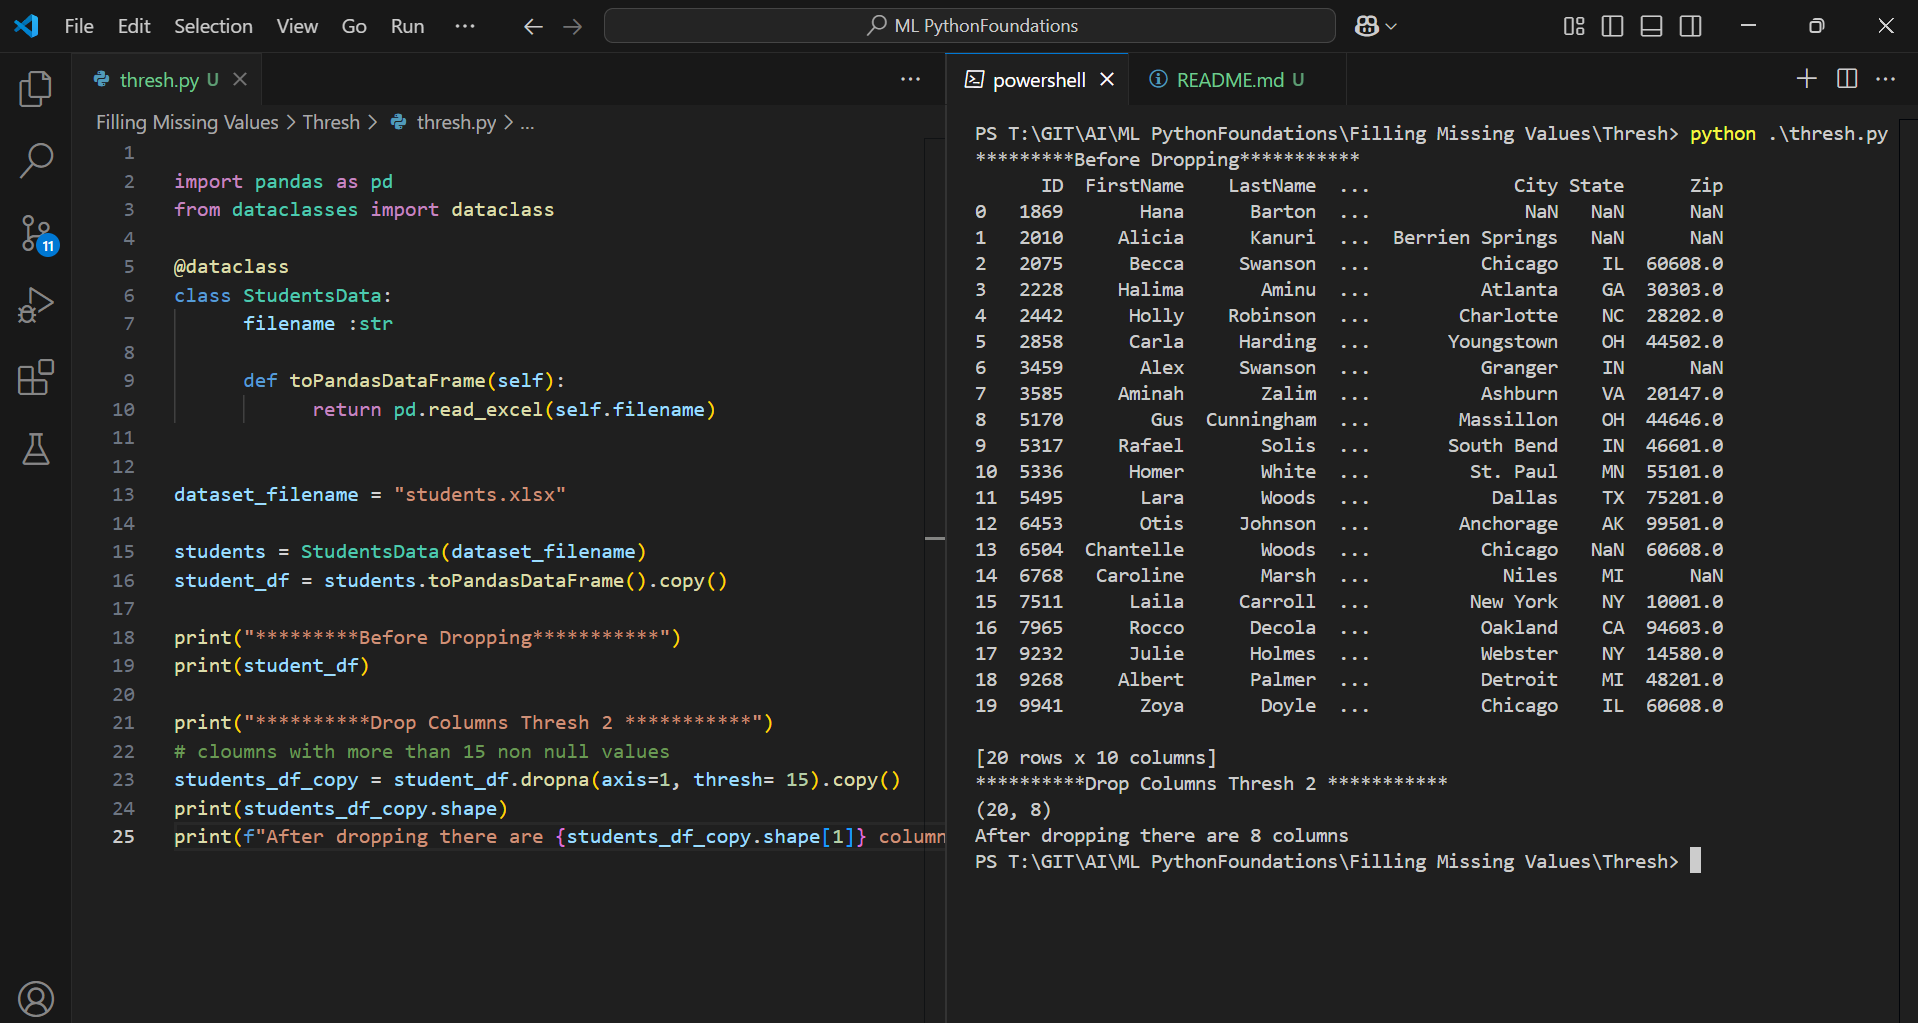 File Edit Selection View Go Run ··· ML PythonFoundations
thresh.py U
Filling Missing Values > Thresh > thresh.py > ...
1
2 import pandas as pd
3 from dataclasses import dataclass
4
5 @dataclass
6 class StudentsData:
7 filename :str
8
9 def toPandasDataFrame(self):
10 return pd.read_excel(self.filename)
11
12
13 dataset_filename = "students.xlsx"
14
15 students = StudentsData(dataset_filename)
16 student_df = students.toPandasDataFrame().copy()
17
18 print("*********Before Dropping***********")
19 print(student_df)
20
21 print("**********Drop Columns Thresh 2 ***********")
22 # cloumns with more than 15 non null values
23 students_df_copy = student_df.dropna(axis=1, thresh= 15).copy()
24 print(students_df_copy.shape)
25 print(f"After dropping there are {students_df_copy.shape[1]} column
11
powershell README.md U
PS T:\GIT\AI\ML PythonFoundations\Filling Missing Values\Thresh> python .\thresh.py
*********Before Dropping***********
ID FirstName LastName ... City State Zip
0 1869 Hana Barton ... NaN NaN NaN
1 2010 Alicia Kanuri ... Berrien Springs NaN NaN
2 2075 Becca Swanson ... Chicago IL 60608.0
3 2228 Halima Aminu ... Atlanta GA 30303.0
4 2442 Holly Robinson ... Charlotte NC 28202.0
5 2858 Carla Harding ... Youngstown OH 44502.0
6 3459 Alex Swanson ... Granger IN NaN
7 3585 Aminah Zalim ... Ashburn VA 20147.0
8 5170 Gus Cunningham ... Massillon OH 44646.0
9 5317 Rafael Solis ... South Bend IN 46601.0
10 5336 Homer White ... St. Paul MN 55101.0
11 5495 Lara Woods ... Dallas TX 75201.0
12 6453 Otis Johnson ... Anchorage AK 99501.0
13 6504 Chantelle Woods ... Chicago NaN 60608.0
14 6768 Caroline Marsh ... Niles MI NaN
15 7511 Laila Carroll ... New York NY 10001.0
16 7965 Rocco Decola ... Oakland CA 94603.0
17 9232 Julie Holmes ... Webster NY 14580.0
18 9268 Albert Palmer ... Detroit MI 48201.0
19 9941 Zoya Doyle ... Chicago IL 60608.0
[20 rows x 10 columns]
**********Drop Columns Thresh 2 ***********
(20, 8)
After dropping there are 8 columns
PS T:\GIT\AI\ML PythonFoundations\Filling Missing Values\Thresh>